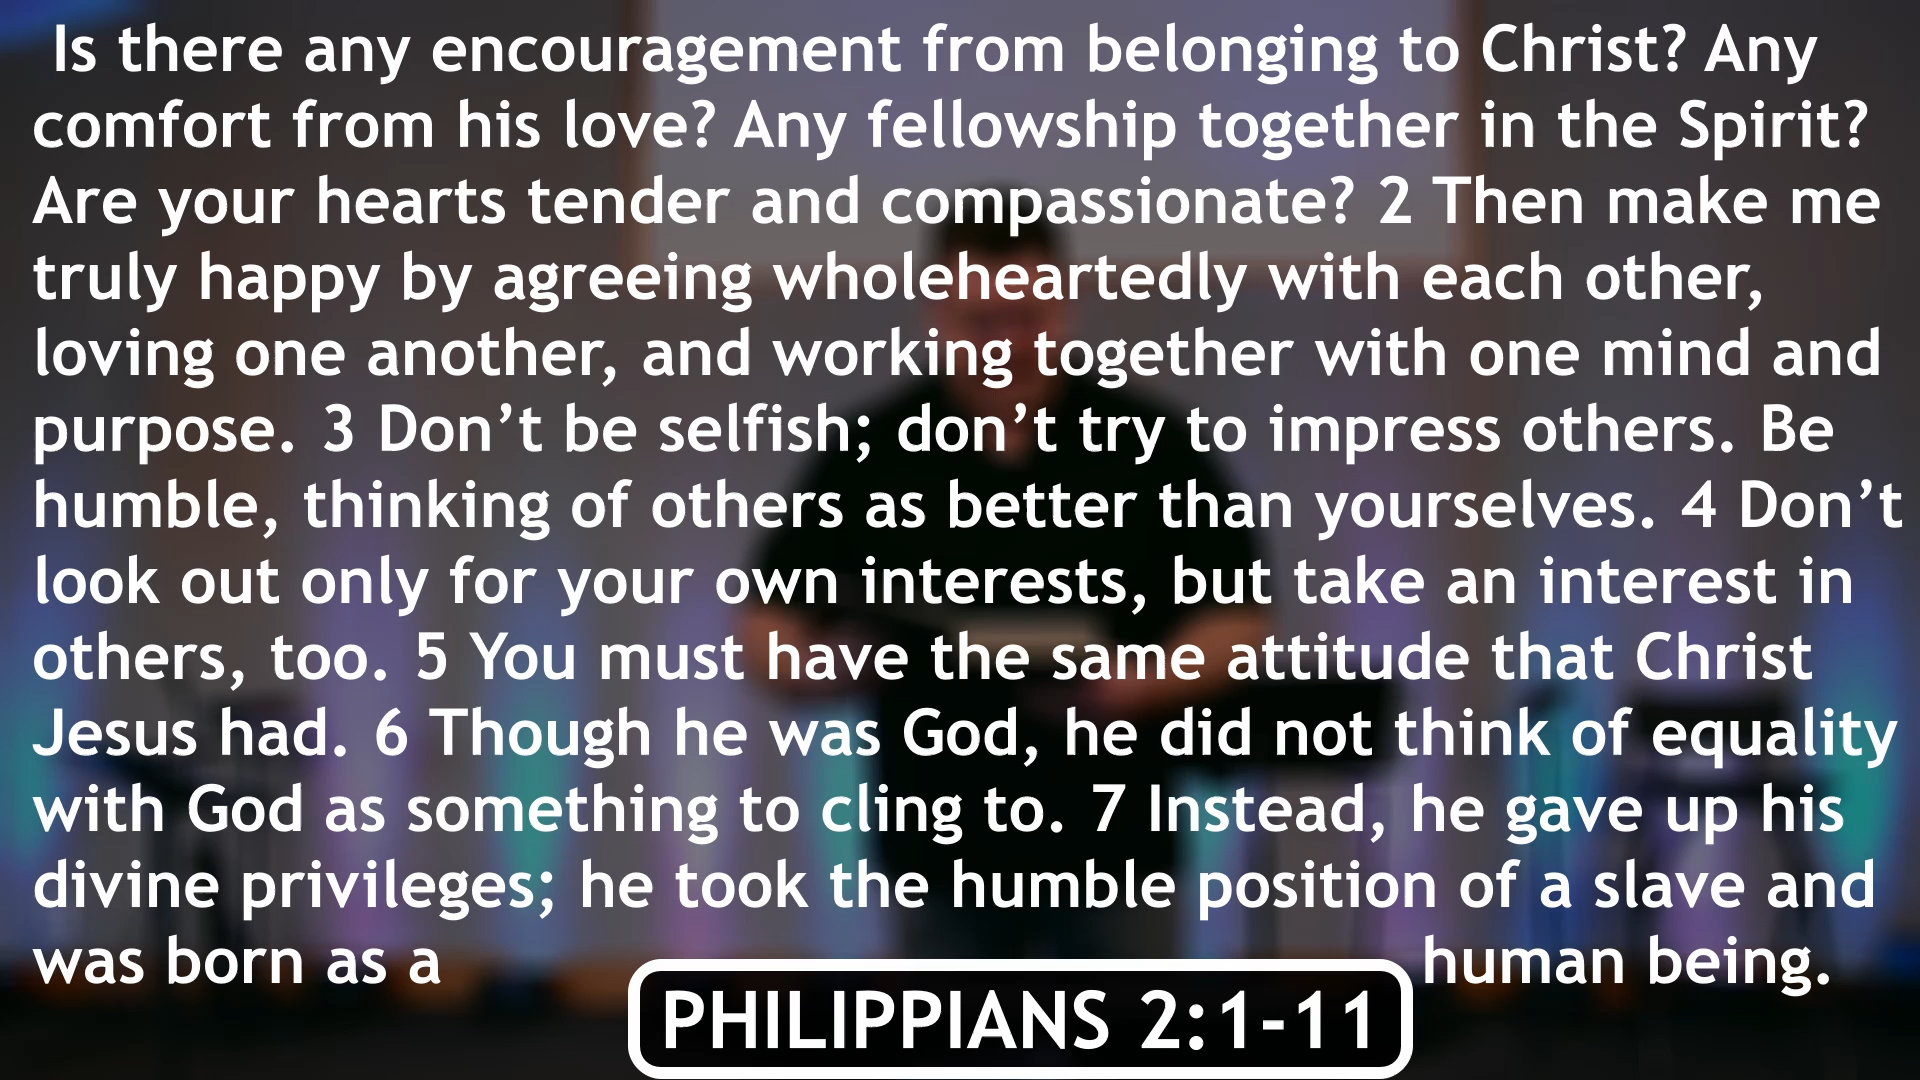 Is there any encouragement from belonging to Christ? Any
comfort from his love? Any fellowship together in the Spirit?
Are your hearts tender and compassionate? 2 Then make me
truly happy by agreeing wholeheartedly with each other,
loving one another, and working together with one mind and
purpose. 3 Don’t be selfish; don’t try to impress others. Be
humble, thinking of others as better than yourselves. 4 Don’t
look out only for your own interests, but take an interest in
others, too. 5 You must have the same attitude that Christ
Jesus had. 6 Though he was God, he did not think of equality
with God as something to cling to. 7 Instead, he gave up his
divine privileges; he took the humble position of a slave and
was born as a human being.
PHILIPPIANS 2:1-11